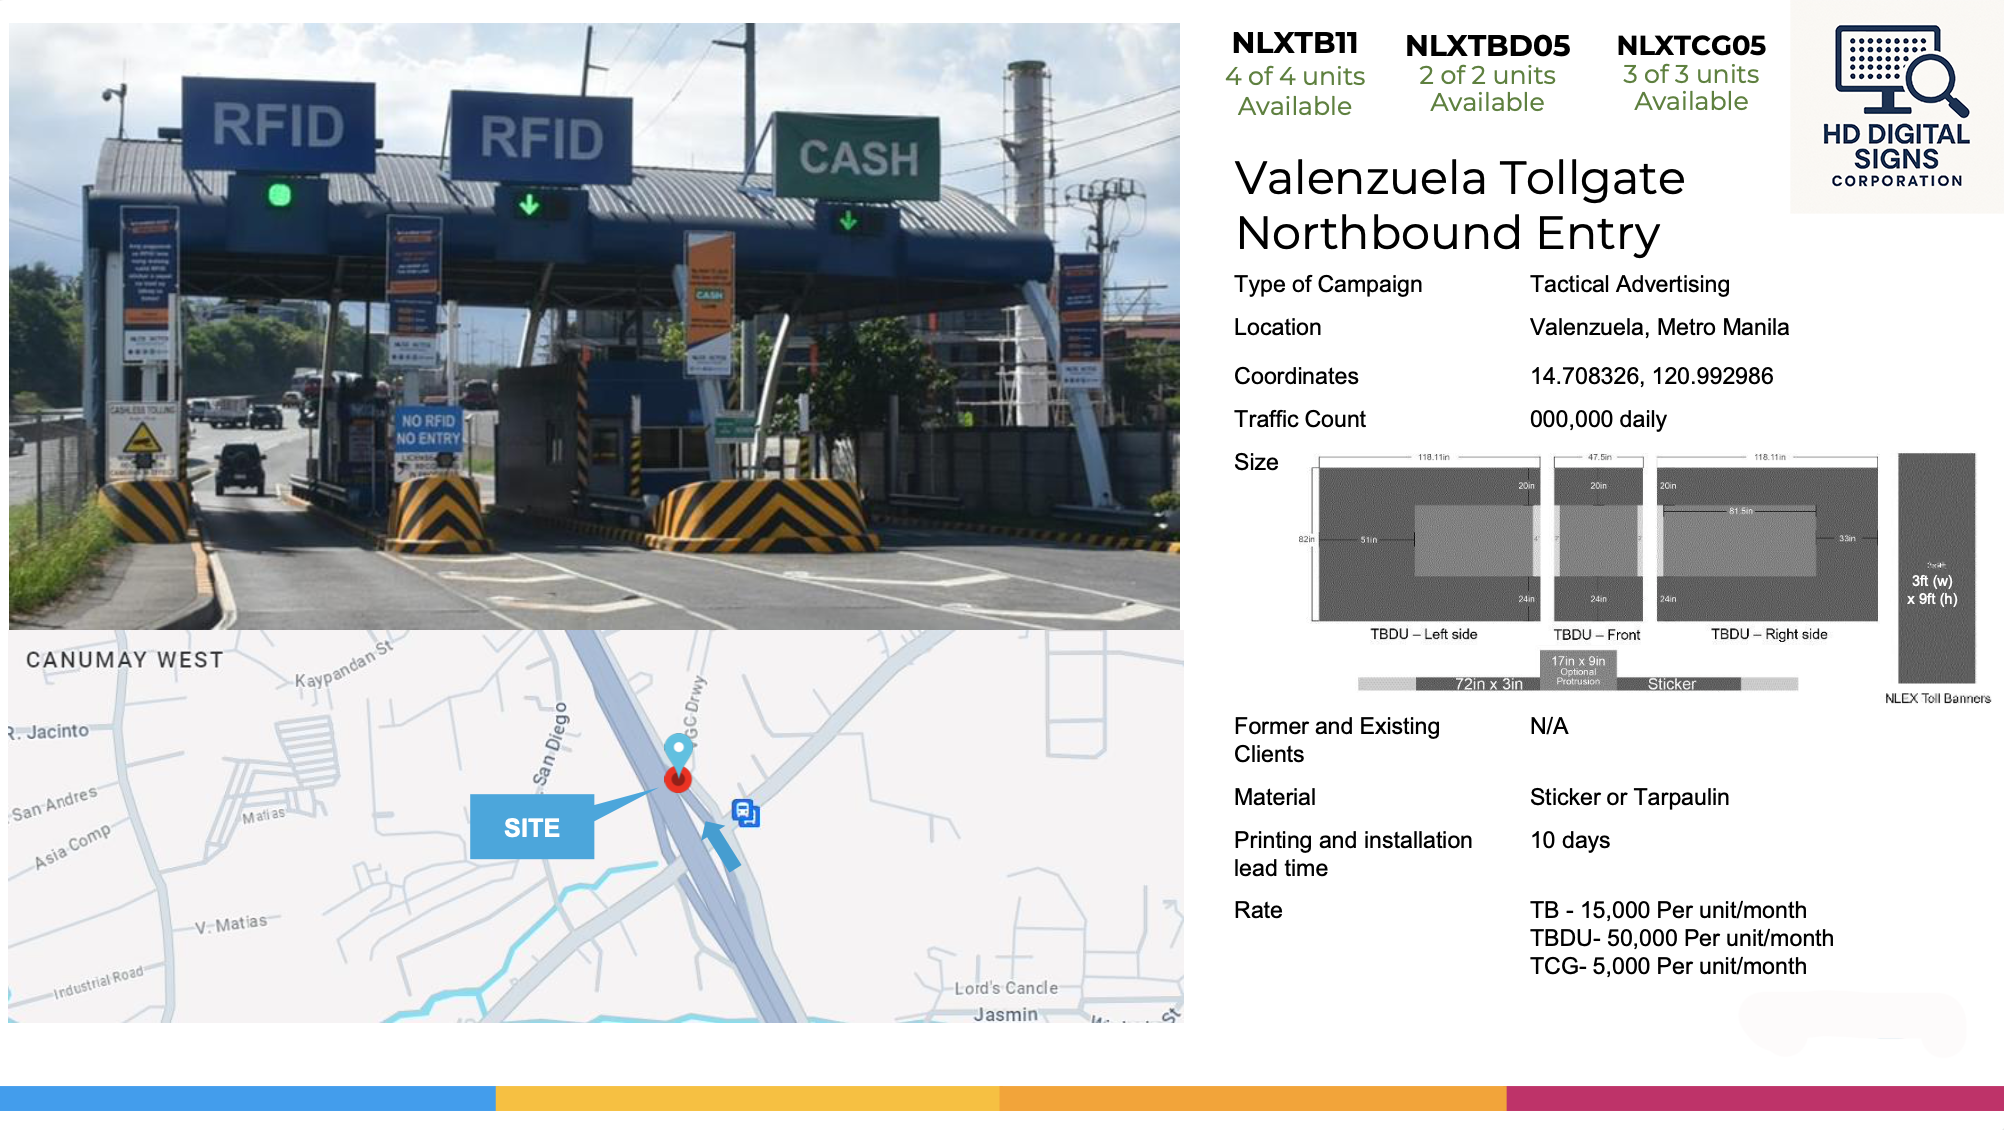 RFID
RFID
CASH
CASH
CASHLESS TOLLING
NO RFID
NO ENTRY
NLXTB11
4 of 4 units
Available
NLXTBD05
2 of 2 units
Available
NLXTCG05
3 of 3 units
Available
HD DIGITAL
SIGNS
CORPORATION
Valenzuela Tollgate
Northbound Entry
Type of Campaign
Tactical Advertising
Location
Valenzuela, Metro Manila
Coordinates
14.708326, 120.992986
Traffic Count
000,000 daily
Size
118.11in
47.5in
118.11in
20in
20in
20in
81.5in
82in
51in
33in
24in
24in
24in
3ft (w)
x 9ft (h)
TBDU – Left side
TBDU – Front
TBDU – Right side
17in x 9in
Optional
Protrusion
72in x 3in
Sticker
NLEX Toll Banners
Former and Existing
Clients
N/A
Material
Sticker or Tarpaulin
Printing and installation
lead time
10 days
Rate
TB - 15,000 Per unit/month
TBDU- 50,000 Per unit/month
TCG- 5,000 Per unit/month
CANUMAY WEST
Kaypandan St
R. Jacinto
San Diego
GC Drwy
San Andres
Matias
Asia Comp
SITE
V. Matias
Industrial Road
Lord's Candle
Jasmin
St